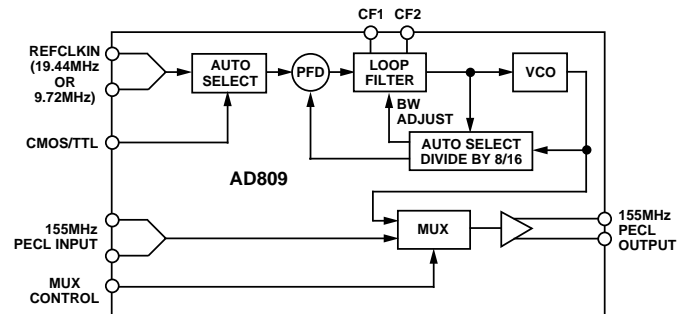 CF1 CF2
REFCLKIN
(19.44MHz
OR
9.72MHz)
AUTO
SELECT
PFD
LOOP
FILTER
VCO
BW
ADJUST
CMOS/TTL
AUTO SELECT
DIVIDE BY 8/16
AD809
155MHz
PECL INPUT
MUX
155MHz
PECL
OUTPUT
MUX
CONTROL